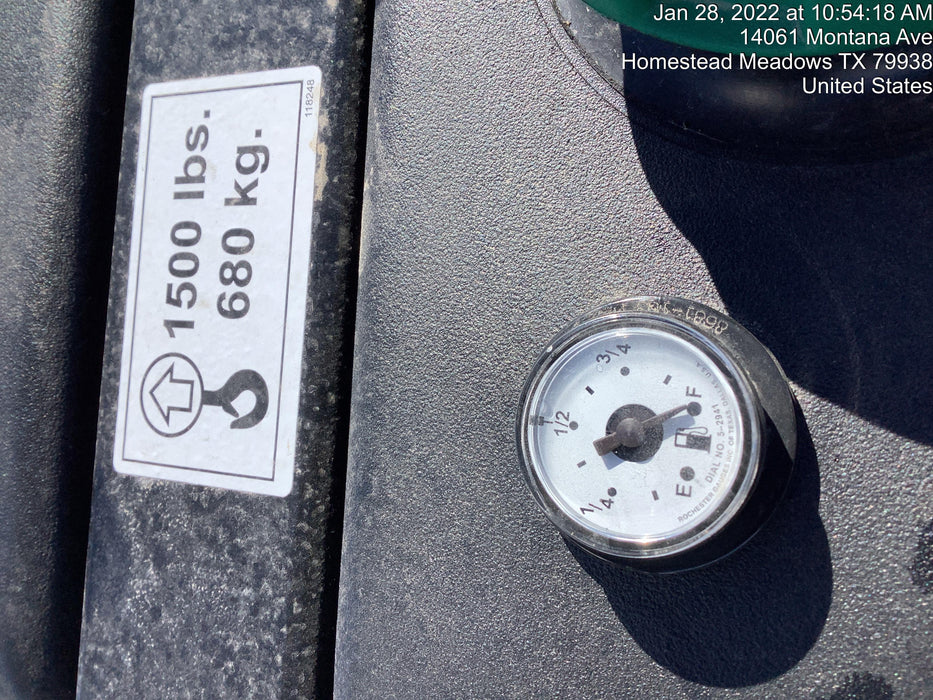 Jan 28, 2022 at 10:54:18 AM
14061 Montana Ave
Homestead Meadows TX 79938
United States
1500 lbs.
680 kg.
118248
E
1/4
1/2
3/4
F
DIAL NO. 5-2941
ROCHESTER GAUGES INC. OF TEXAS, DALLAS, U.S.A.